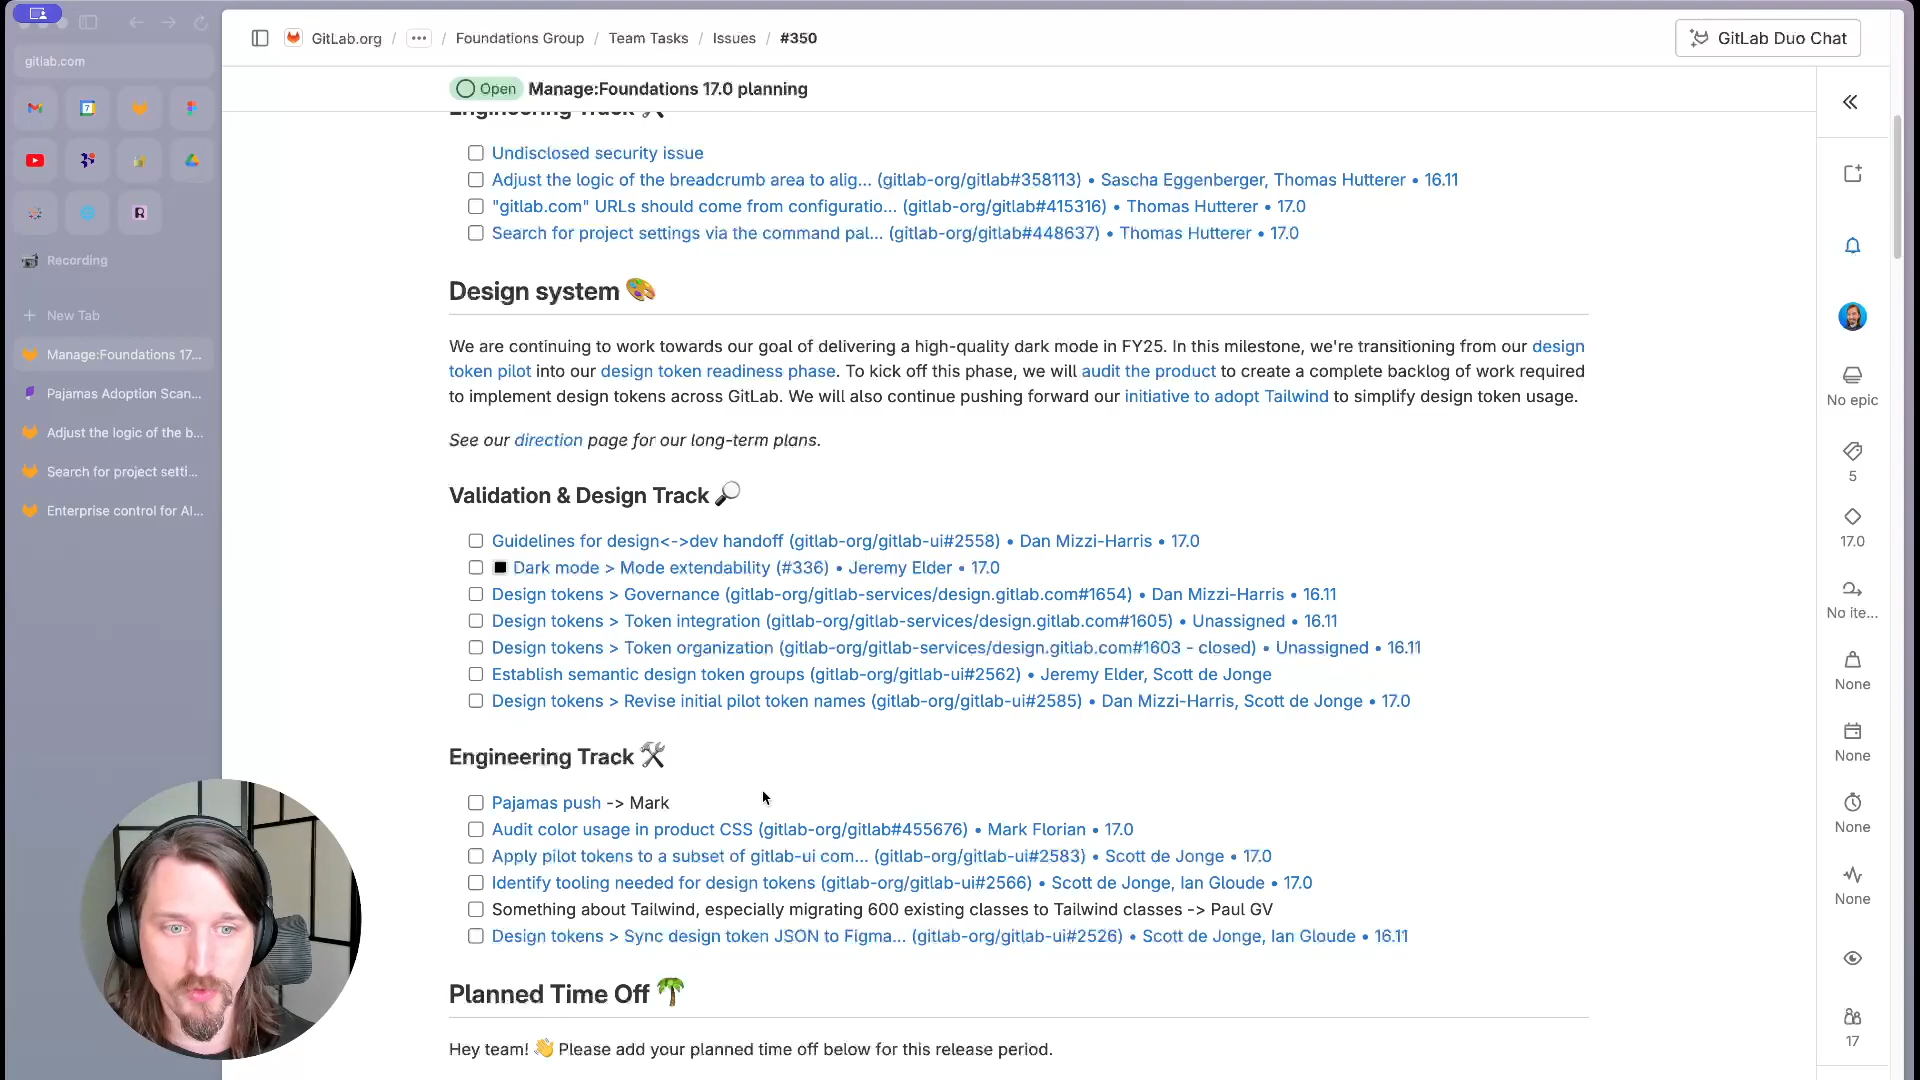 gitlab.com
Recording
New Tab
Manage:Foundations 17...
Pajamas Adoption Scan...
Adjust the logic of the b...
Search for project setti...
Enterprise control for AI...
GitLab.org / ... / Foundations Group / Team Tasks / Issues / #350
GitLab Duo Chat
Open Manage:Foundations 17.0 planning
Engineering Track
Undisclosed security issue
Adjust the logic of the breadcrumb area to alig... (gitlab-org/gitlab#358113) • Sascha Eggenberger, Thomas Hutterer • 16.11
"gitlab.com" URLs should come from configuratio... (gitlab-org/gitlab#415316) • Thomas Hutterer • 17.0
Search for project settings via the command pal... (gitlab-org/gitlab#448637) • Thomas Hutterer • 17.0
Design system 🎨
We are continuing to work towards our goal of delivering a high-quality dark mode in FY25. In this milestone, we're transitioning from our design
token pilot into our design token readiness phase. To kick off this phase, we will audit the product to create a complete backlog of work required
to implement design tokens across GitLab. We will also continue pushing forward our initiative to adopt Tailwind to simplify design token usage.
See our direction page for our long-term plans.
Validation & Design Track 🔎
Guidelines for design<->dev handoff (gitlab-org/gitlab-ui#2558) • Dan Mizzi-Harris • 17.0
Dark mode > Mode extendability (#336) • Jeremy Elder • 17.0
Design tokens > Governance (gitlab-org/gitlab-services/design.gitlab.com#1654) • Dan Mizzi-Harris • 16.11
Design tokens > Token integration (gitlab-org/gitlab-services/design.gitlab.com#1605) • Unassigned • 16.11
Design tokens > Token organization (gitlab-org/gitlab-services/design.gitlab.com#1603 - closed) • Unassigned • 16.11
Establish semantic design token groups (gitlab-org/gitlab-ui#2562) • Jeremy Elder, Scott de Jonge
Design tokens > Revise initial pilot token names (gitlab-org/gitlab-ui#2585) • Dan Mizzi-Harris, Scott de Jonge • 17.0
Engineering Track 🛠
Pajamas push -> Mark
Audit color usage in product CSS (gitlab-org/gitlab#455676) • Mark Florian • 17.0
Apply pilot tokens to a subset of gitlab-ui com... (gitlab-org/gitlab-ui#2583) • Scott de Jonge • 17.0
Identify tooling needed for design tokens (gitlab-org/gitlab-ui#2566) • Scott de Jonge, Ian Gloude • 17.0
Something about Tailwind, especially migrating 600 existing classes to Tailwind classes -> Paul GV
Design tokens > Sync design token JSON to Figma... (gitlab-org/gitlab-ui#2526) • Scott de Jonge, Ian Gloude • 16.11
Planned Time Off 🌴
Hey team! 👋 Please add your planned time off below for this release period.
No epic
5
17.0
No ite...
None
None
None
None
17